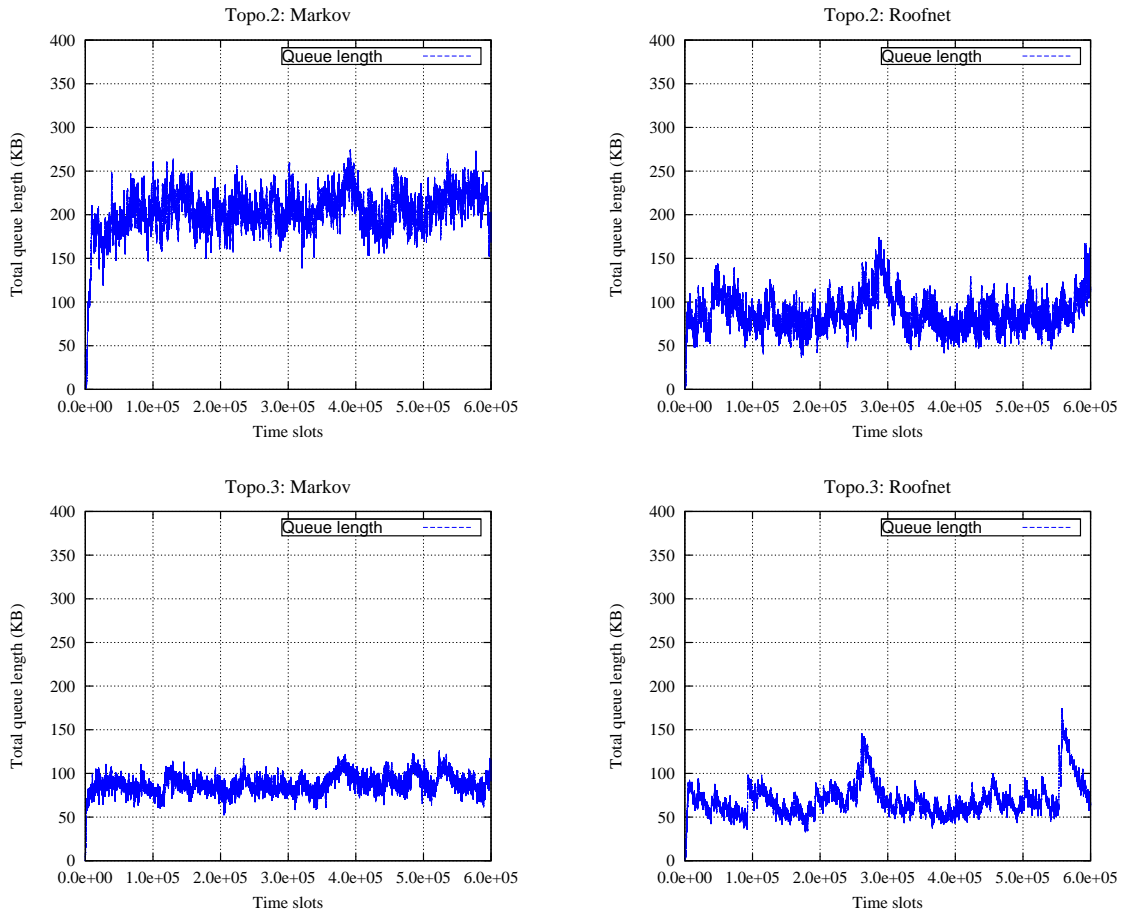 Topo.2: Markov
Queue length
Total queue length (KB)
400
350
300
250
200
150
100
50
0
0.0e+00 1.0e+05 2.0e+05 3.0e+05 4.0e+05 5.0e+05 6.0e+05
Time slots
Topo.2: Roofnet
Queue length
Total queue length (KB)
400
350
300
250
200
150
100
50
0
0.0e+00 1.0e+05 2.0e+05 3.0e+05 4.0e+05 5.0e+05 6.0e+05
Time slots
Topo.3: Markov
Queue length
Total queue length (KB)
400
350
300
250
200
150
100
50
0
0.0e+00 1.0e+05 2.0e+05 3.0e+05 4.0e+05 5.0e+05 6.0e+05
Time slots
Topo.3: Roofnet
Queue length
Total queue length (KB)
400
350
300
250
200
150
100
50
0
0.0e+00 1.0e+05 2.0e+05 3.0e+05 4.0e+05 5.0e+05 6.0e+05
Time slots